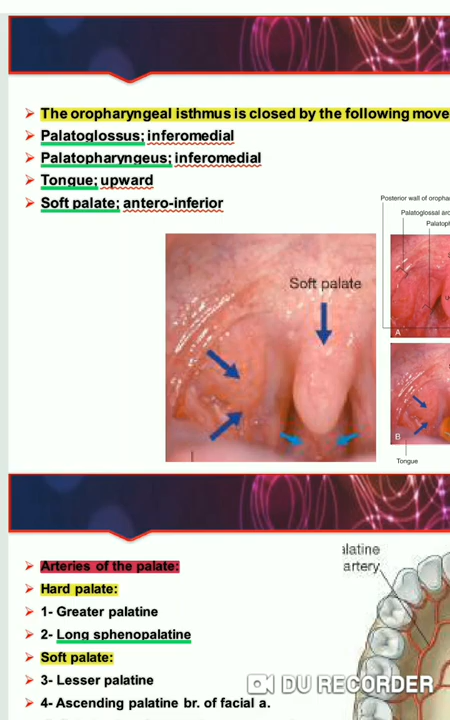 The oropharyngeal isthmus is closed by the following move
Palatoglossus; inferomedial
Palatopharyngeus; inferomedial
Tongue; upward
Soft palate; antero-inferior
Posterior wall of orophar
Palatoglossal arc
Palatoph
Soft palate
A
B
Tongue
Arteries of the palate:
Hard palate:
1- Greater palatine
2- Long sphenopalatine
Soft palate:
3- Lesser palatine
4- Ascending palatine br. of facial a.
alatine
artery
DU RECORDER